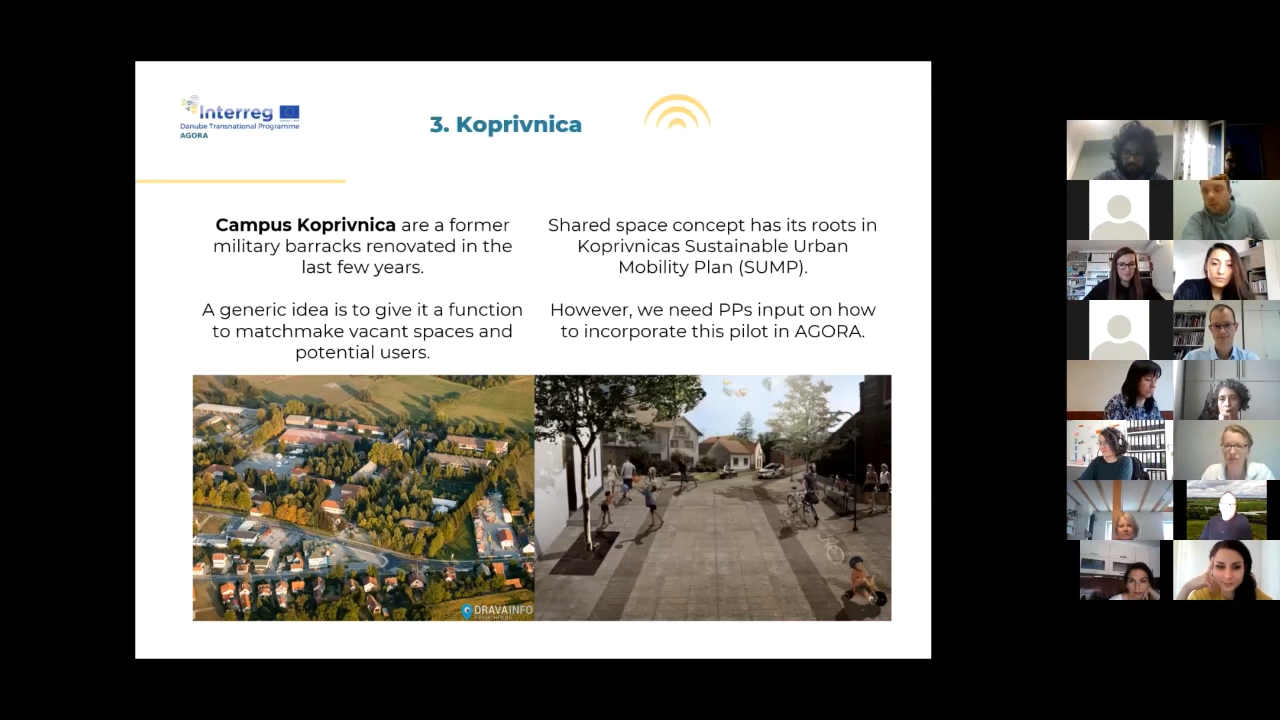 Interreg
Danube Transnational Programme
AGORA
3. Koprivnica
Campus Koprivnica are a former
military barracks renovated in the
last few years.
A generic idea is to give it a function
to matchmake vacant spaces and
potential users.
Shared space concept has its roots in
Koprivnicas Sustainable Urban
Mobility Plan (SUMP).
However, we need PPs input on how
to incorporate this pilot in AGORA.
DRAVAINFO